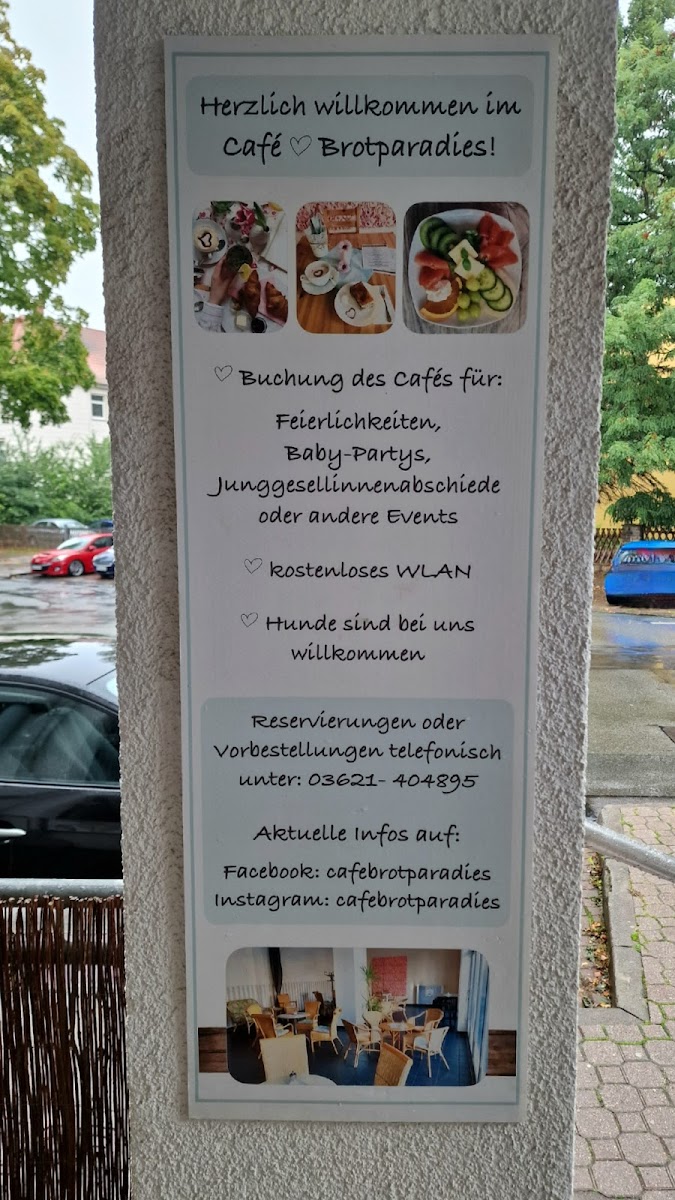 Herzlich willkommen im
Café ♡ Brotparadies!
♡ Buchung des Cafés für:
Feierlichkeiten,
Baby-Partys,
Junggesellinnenabschiede
oder andere Events
♡ kostenloses WLAN
♡ Hunde sind bei uns
willkommen
Reservierungen oder
Vorbestellungen telefonisch
unter: 03621- 404895
Aktuelle Infos auf:
Facebook: cafebrotparadies
Instagram: cafebrotparadies